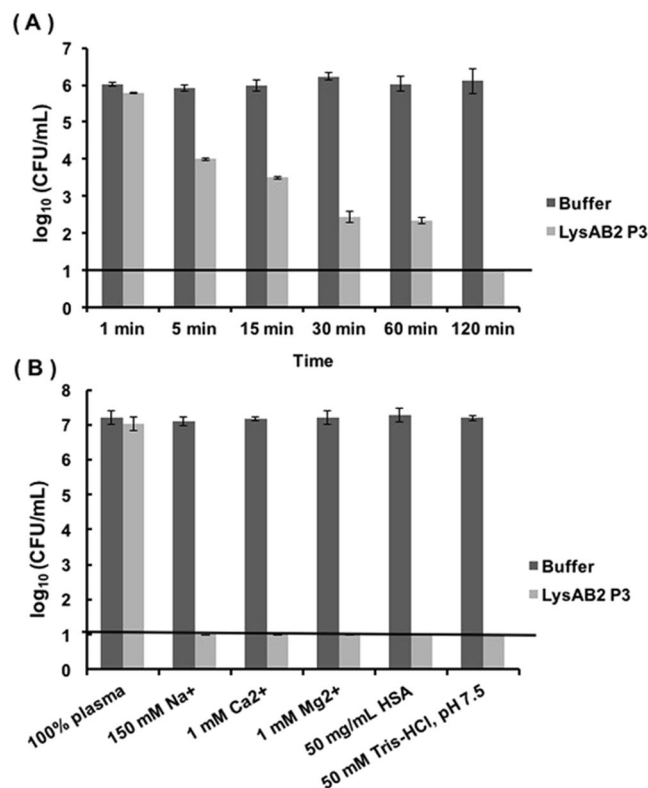 ( A )
7
6
5
4
3
2
1
0
log10 (CFU/mL)
Buffer
LysAB2 P3
1 min 5 min 15 min 30 min 60 min 120 min
Time
( B )
9
8
7
6
5
4
3
2
1
0
log10 (CFU/mL)
Buffer
LysAB2 P3
100% plasma
150 mM Na+
1 mM Ca2+
1 mM Mg2+
50 mg/mL HSA
50 mM Tris-HCl, pH 7.5